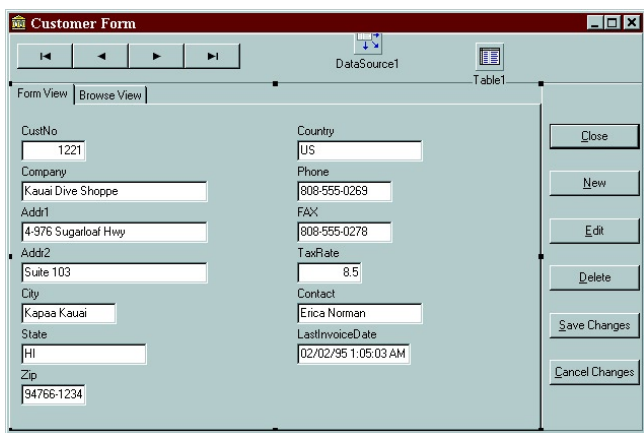 Customer Form
DataSource1
Table1
Form View
Browse View
CustNo
1221
Company
Kauai Dive Shoppe
Addr1
4-976 Sugarloaf Hwy
Addr2
Suite 103
City
Kapaa Kauai
State
HI
Zip
94766-1234
Country
US
Phone
808-555-0269
FAX
808-555-0278
TaxRate
8.5
Contact
Erica Norman
LastInvoiceDate
02/02/95 1:05:03 AM
Close
New
Edit
Delete
Save Changes
Cancel Changes